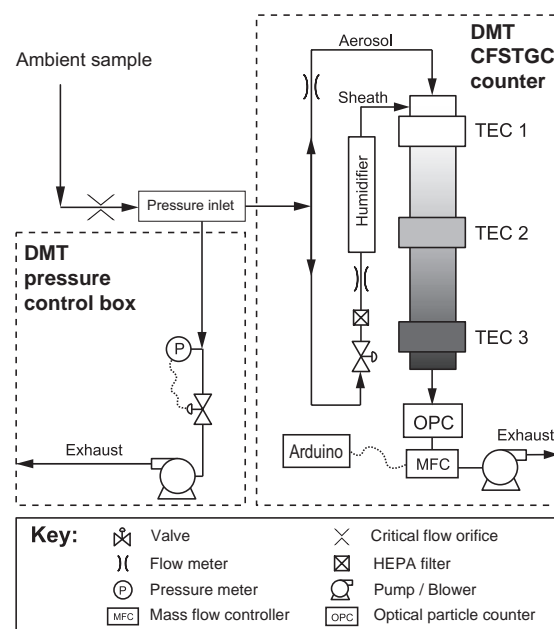 Ambient sample
Aerosol
DMT
CFSTGC
counter
Sheath
TEC 1
Humidifier
Pressure inlet
TEC 2
DMT
pressure
control box
TEC 3
P
OPC
Exhaust
Arduino
MFC
Exhaust
Key:
Valve
Critical flow orifice
Flow meter
HEPA filter
P
Pressure meter
Pump / Blower
MFC
Mass flow controller
OPC
Optical particle counter